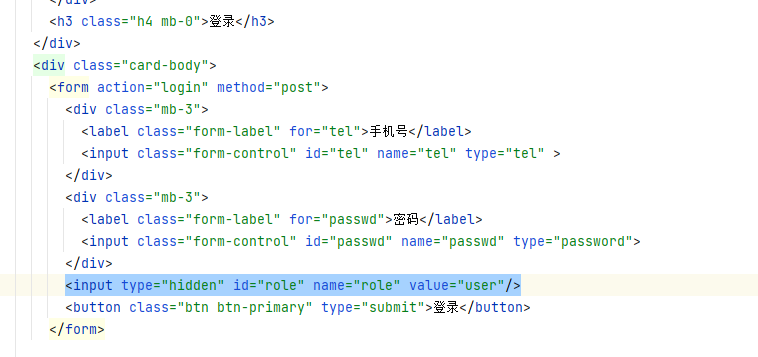 </div>
<h3 class="h4 mb-0">登录</h3>
</div>
<div class="card-body">
<form action="login" method="post">
<div class="mb-3">
<label class="form-label" for="tel">手机号</label>
<input class="form-control" id="tel" name="tel" type="tel" >
</div>
<div class="mb-3">
<label class="form-label" for="passwd">密码</label>
<input class="form-control" id="passwd" name="passwd" type="password">
</div>
<input type="hidden" id="role" name="role" value="user"/>
<button class="btn btn-primary" type="submit">登录</button>
</form>